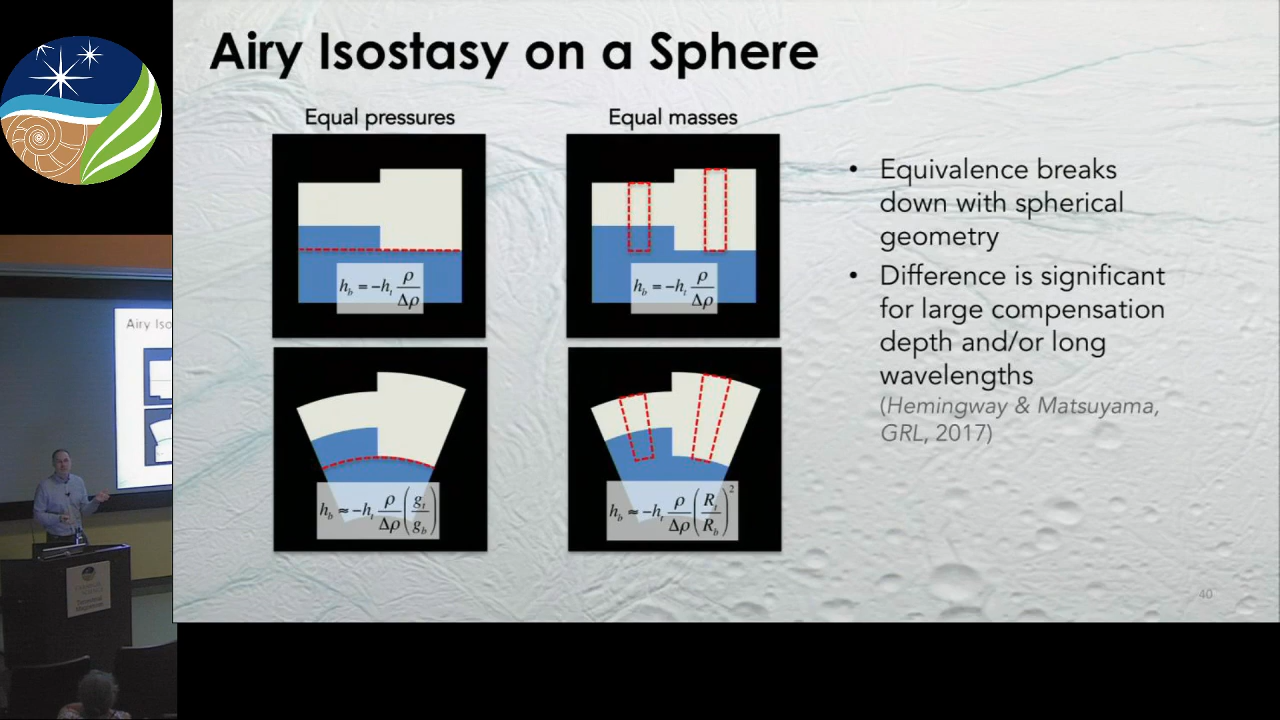 Airy Isostasy on a Sphere
Equal pressures
Equal masses
h_b = -h_t ρ/Δρ
h_b = -h_t ρ/Δρ
h_b ≈ -h_t ρ/Δρ (g_t/g_b)
h_b ≈ -h_t ρ/Δρ (R_t/R_b)²
• Equivalence breaks
down with spherical
geometry
• Difference is significant
for large compensation
depth and/or long
wavelengths
(Hemingway & Matsuyama,
GRL, 2017)
40
Airy Iso